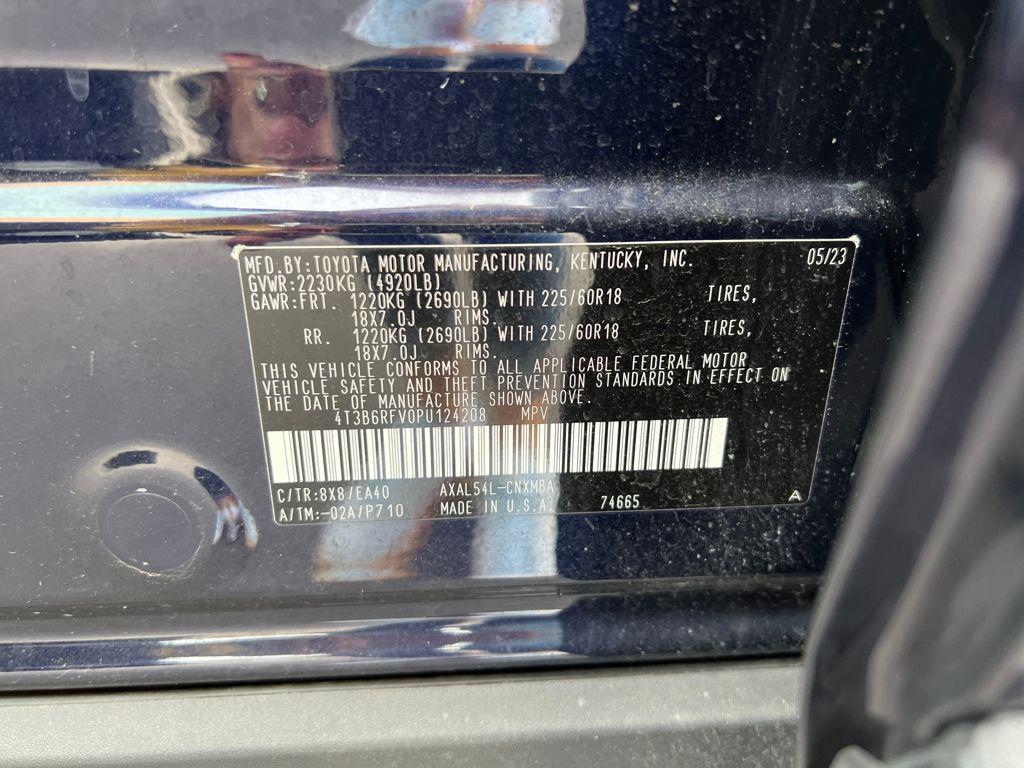 MFD.BY:TOYOTA MOTOR MANUFACTURING, KENTUCKY, INC. 05/23
GVWR:2230KG (4920LB)
GAWR:FRT. 1220KG (2690LB) WITH 225/60R18 TIRES,
18X7.0J RIMS.
RR. 1220KG (2690LB) WITH 225/60R18 TIRES,
18X7.0J RIMS.
THIS VEHICLE CONFORMS TO ALL APPLICABLE FEDERAL MOTOR
VEHICLE SAFETY AND THEFT PREVENTION STANDARDS IN EFFECT ON
THE DATE OF MANUFACTURE SHOWN ABOVE.
4T3B6RFV0PU124208 MPV
C/TR:8X8/EA40 AXAL54L-CNXMBA
A/TM:-02A/P710 MADE IN U.S.A. 74665 A